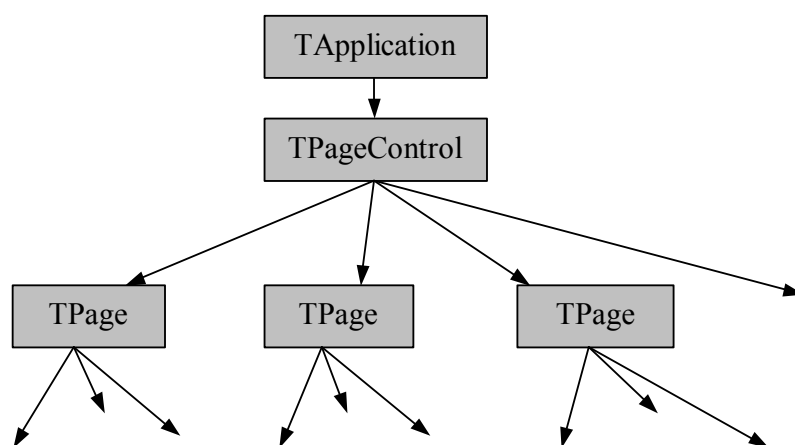 TApplication
TPageControl
TPage
TPage
TPage